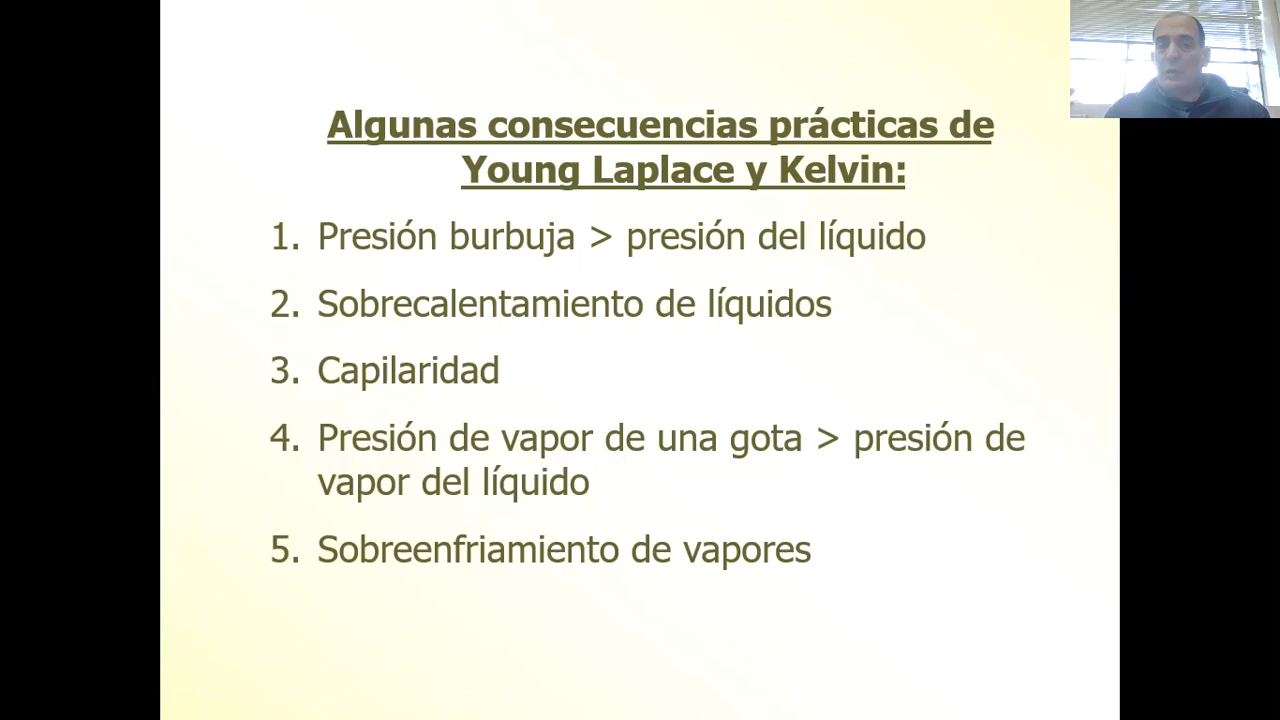 Algunas consecuencias prácticas de
Young Laplace y Kelvin:
1. Presión burbuja > presión del líquido
2. Sobrecalentamiento de líquidos
3. Capilaridad
4. Presión de vapor de una gota > presión de
vapor del líquido
5. Sobreenfriamiento de vapores